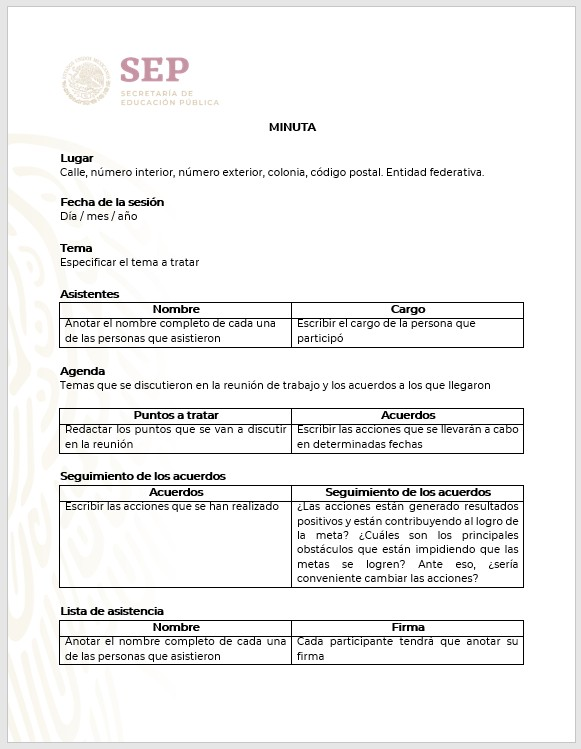 SEP
SECRETARÍA DE
EDUCACIÓN PÚBLICA
MINUTA
Lugar
Calle, número interior, número exterior, colonia, código postal. Entidad federativa.
Fecha de la sesión
Día / mes / año
Tema
Especificar el tema a tratar
Asistentes
Nombre Cargo
Anotar el nombre completo de cada una
de las personas que asistieron
Escribir el cargo de la persona que
participó
Agenda
Temas que se discutieron en la reunión de trabajo y los acuerdos a los que llegaron
Puntos a tratar Acuerdos
Redactar los puntos que se van a discutir
en la reunión
Escribir las acciones que se llevarán a cabo
en determinadas fechas
Seguimiento de los acuerdos
Acuerdos Seguimiento de los acuerdos
Escribir las acciones que se han realizado
¿Las acciones están generado resultados
positivos y están contribuyendo al logro de
la meta? ¿Cuáles son los principales
obstáculos que están impidiendo que las
metas se logren? Ante eso, ¿sería
conveniente cambiar las acciones?
Lista de asistencia
Nombre Firma
Anotar el nombre completo de cada una
de las personas que asistieron
Cada participante tendrá que anotar su
firma